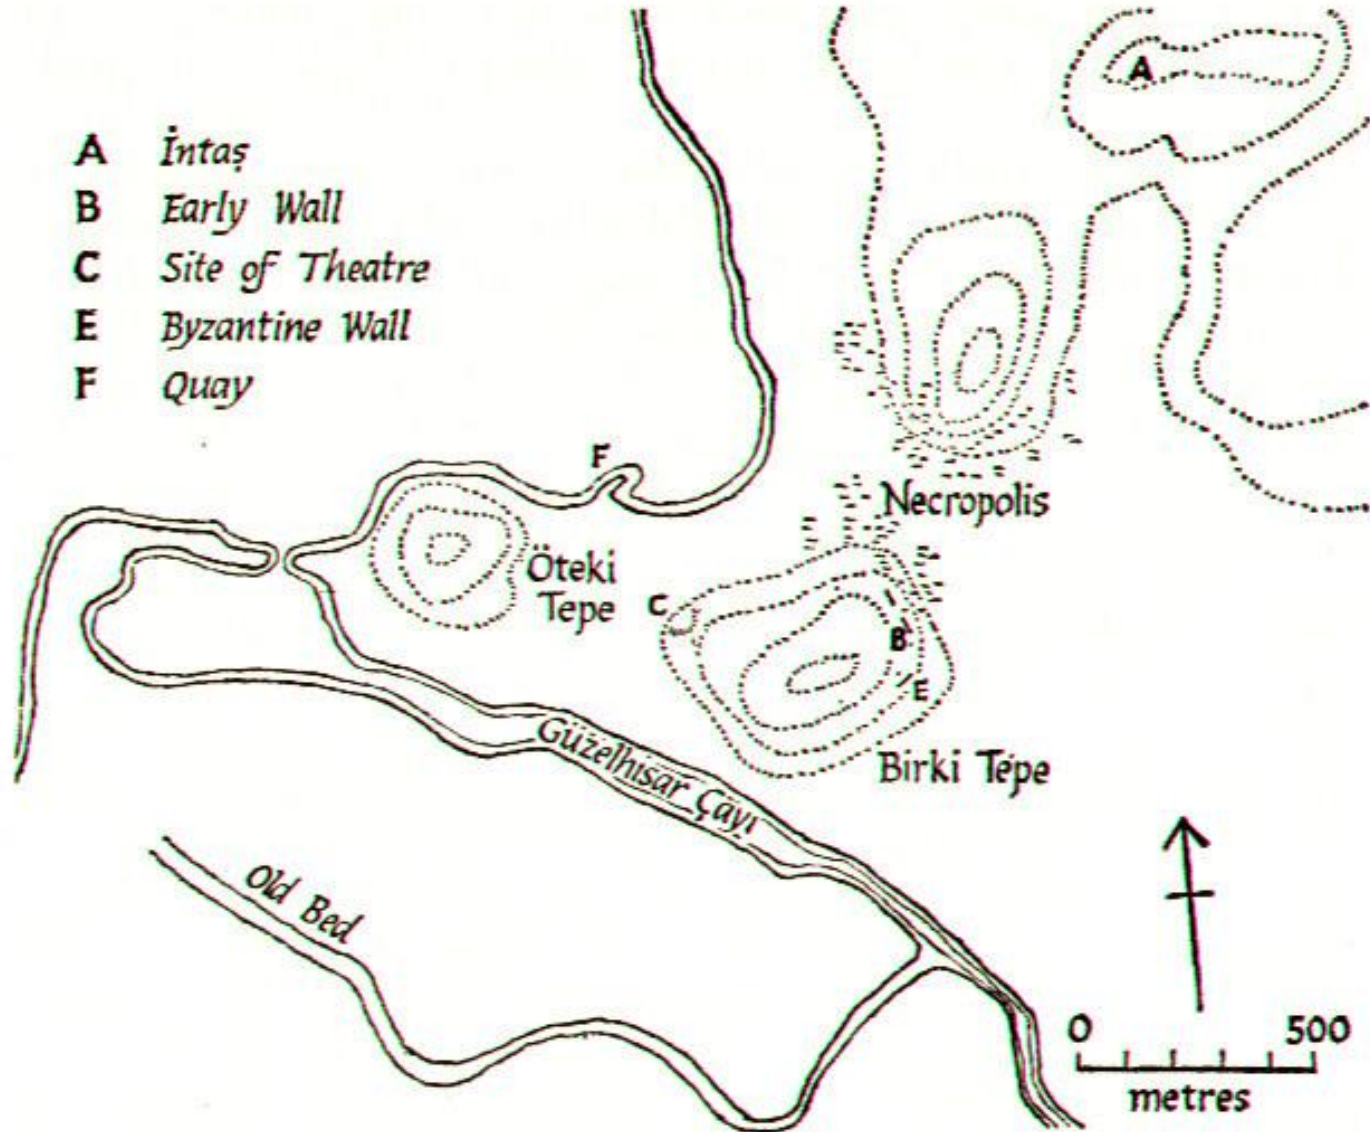 A İntaş
B Early Wall
C Site of Theatre
E Byzantine Wall
F Quay
A
F
Necropolis
Öteki
Tepe
C
B
E
Birki Tepe
Güzelhisar Çayı
Old Bed
0 500
metres